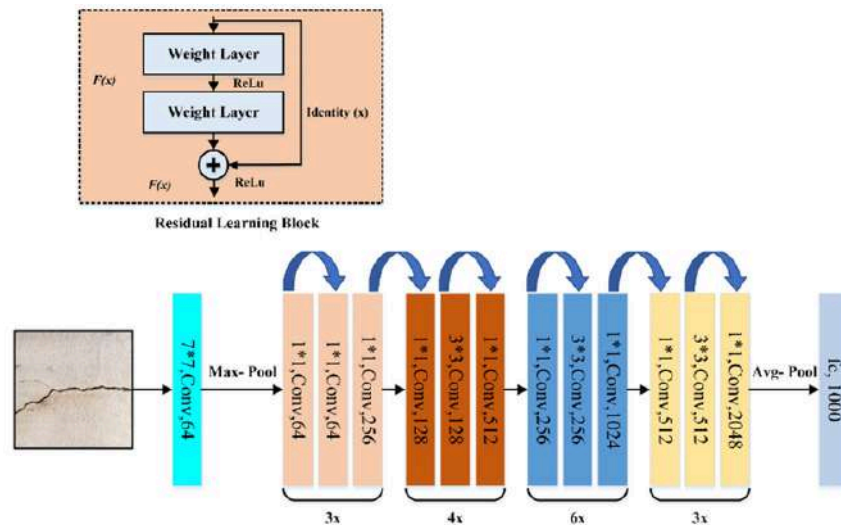 Weight Layer
F(x)
ReLu
Identity (x)
Weight Layer
+
F(x)
ReLu
Residual Learning Block
7*7,Conv,64
Max- Pool
1*1,Conv,64
1*1,Conv,64
1*1,Conv,256
1*1,Conv,128
3*3,Conv,128
1*1,Conv,512
1*1,Conv,256
3*3,Conv,256
1*1,Conv,1024
1*1,Conv,512
3*3,Conv,512
1*1,Conv,2048
Avg- Pool
fc, 1000
3x
4x
6x
3x